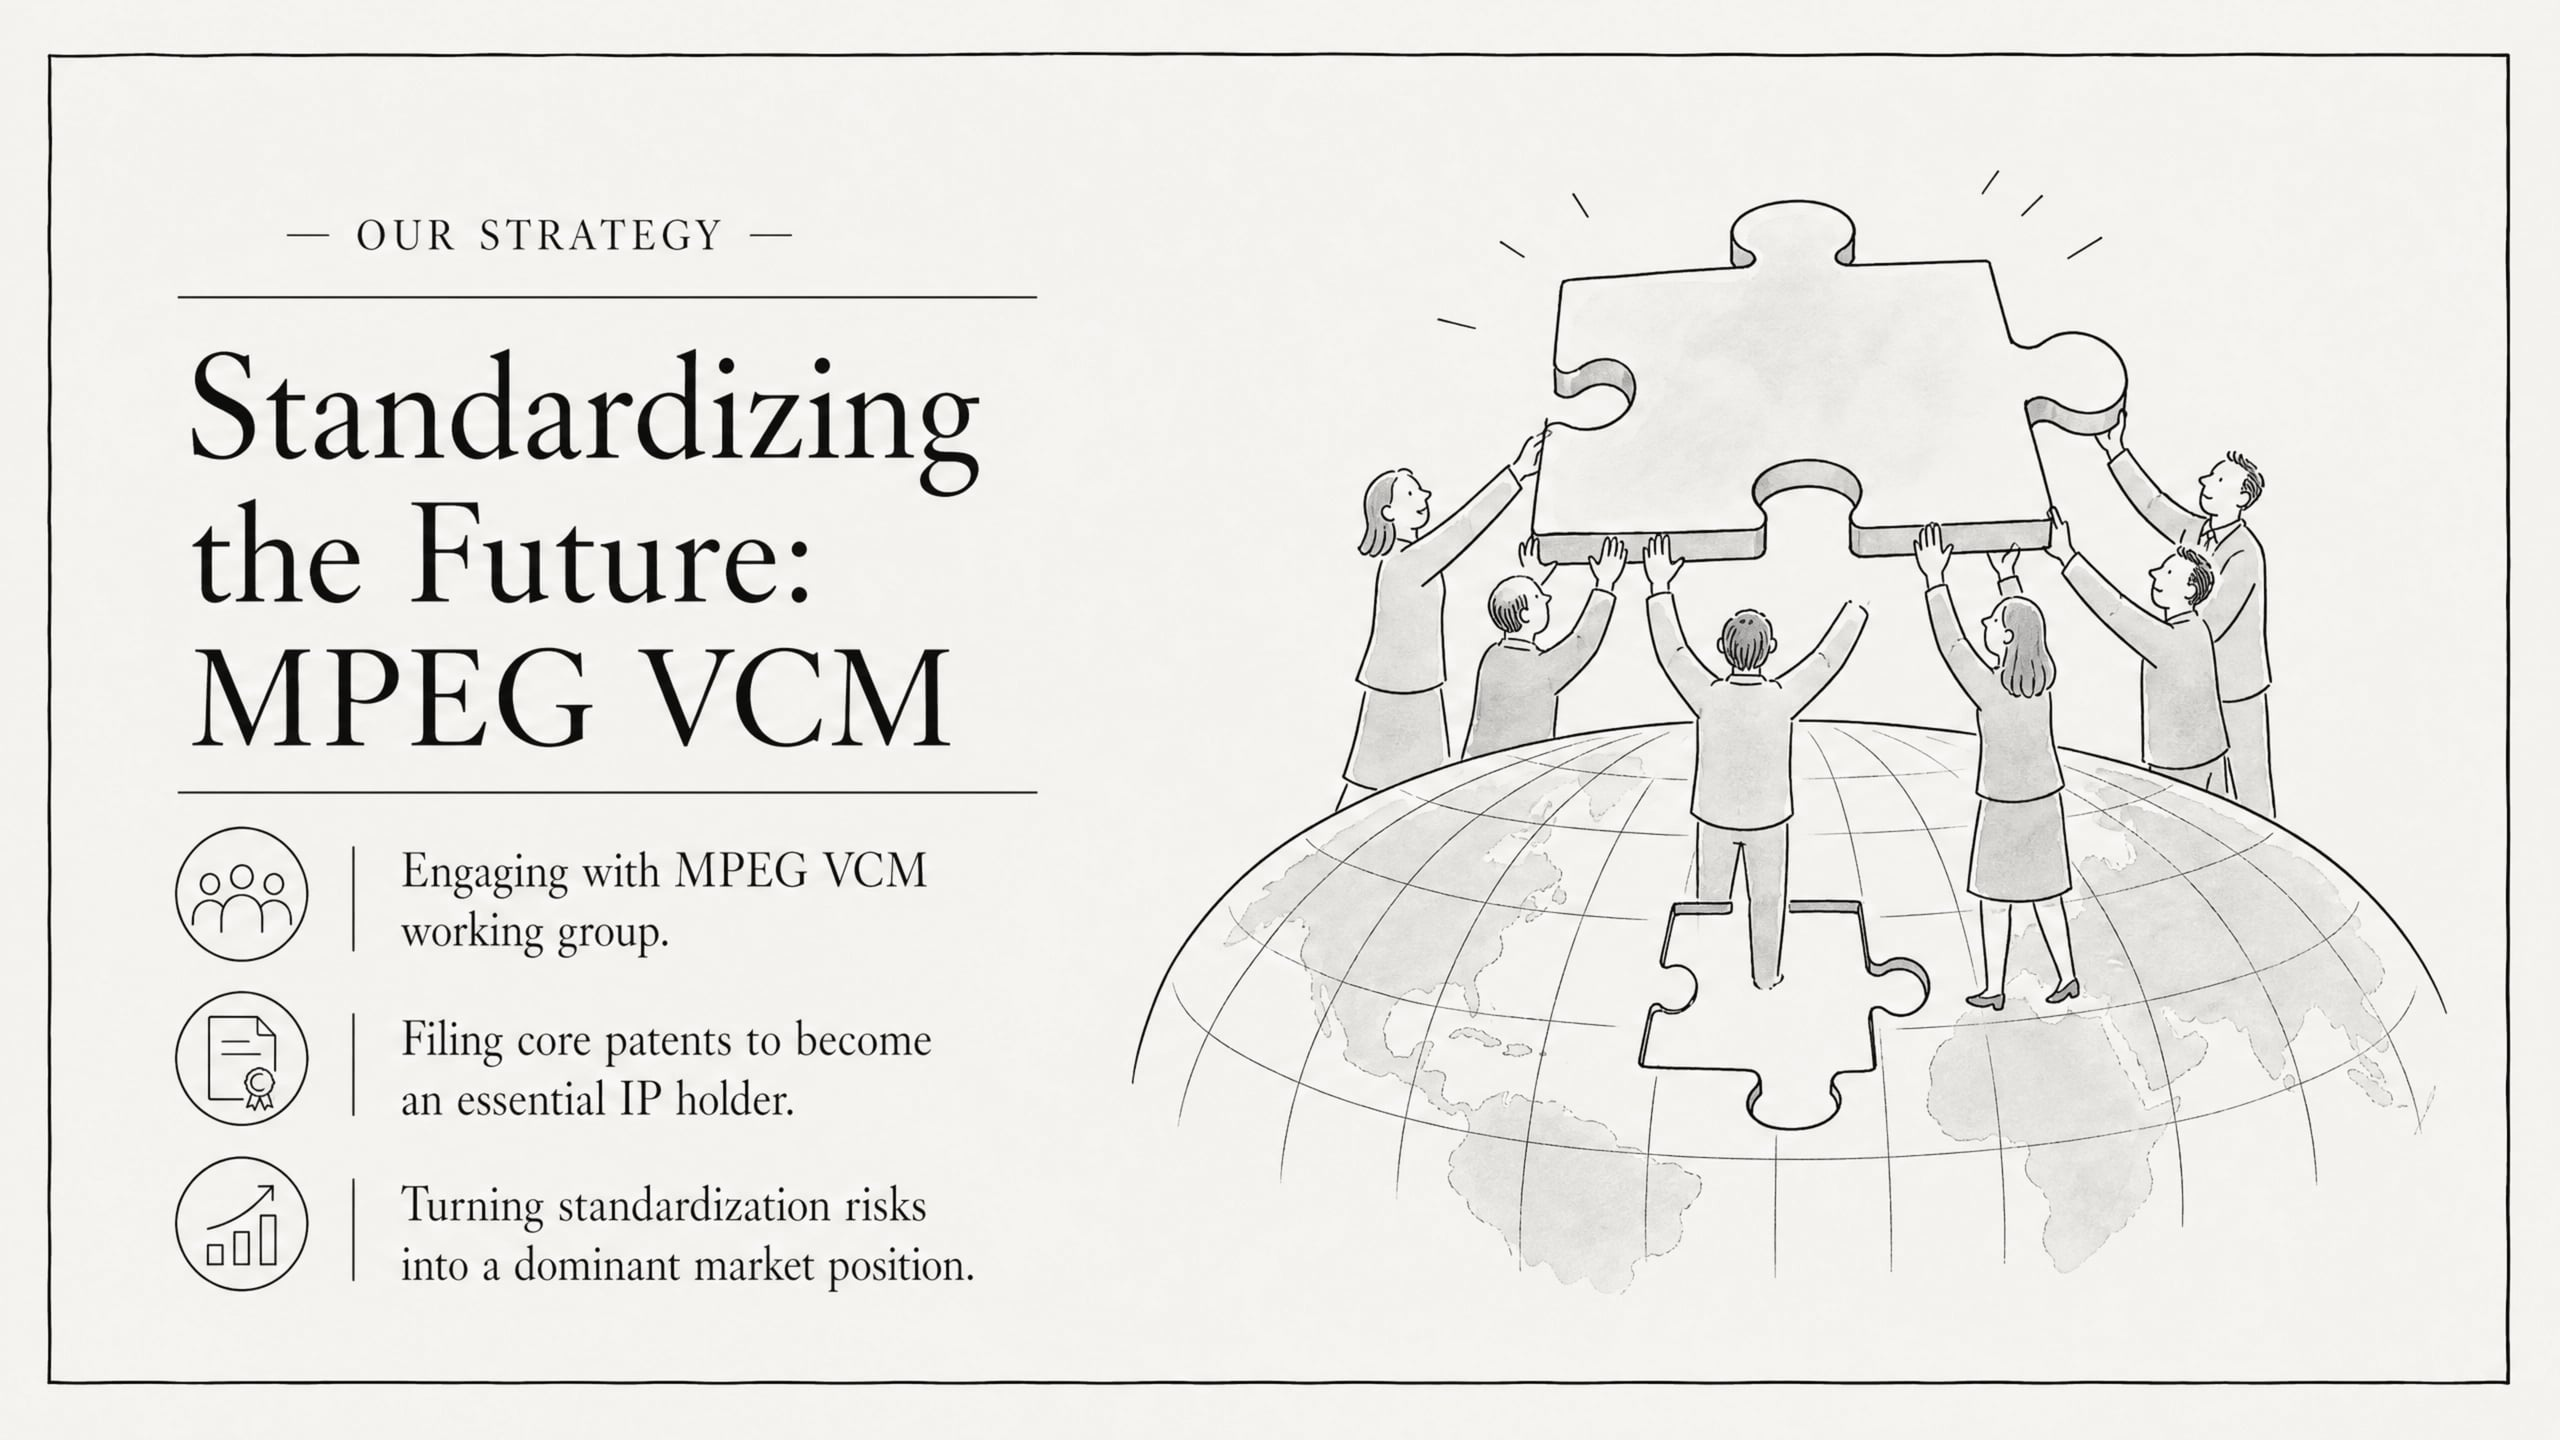 — OUR STRATEGY —
Standardizing
the Future:
MPEG VCM
Engaging with MPEG VCM
working group.
Filing core patents to become
an essential IP holder.
C
Turning standardization risks
into a dominant market position.